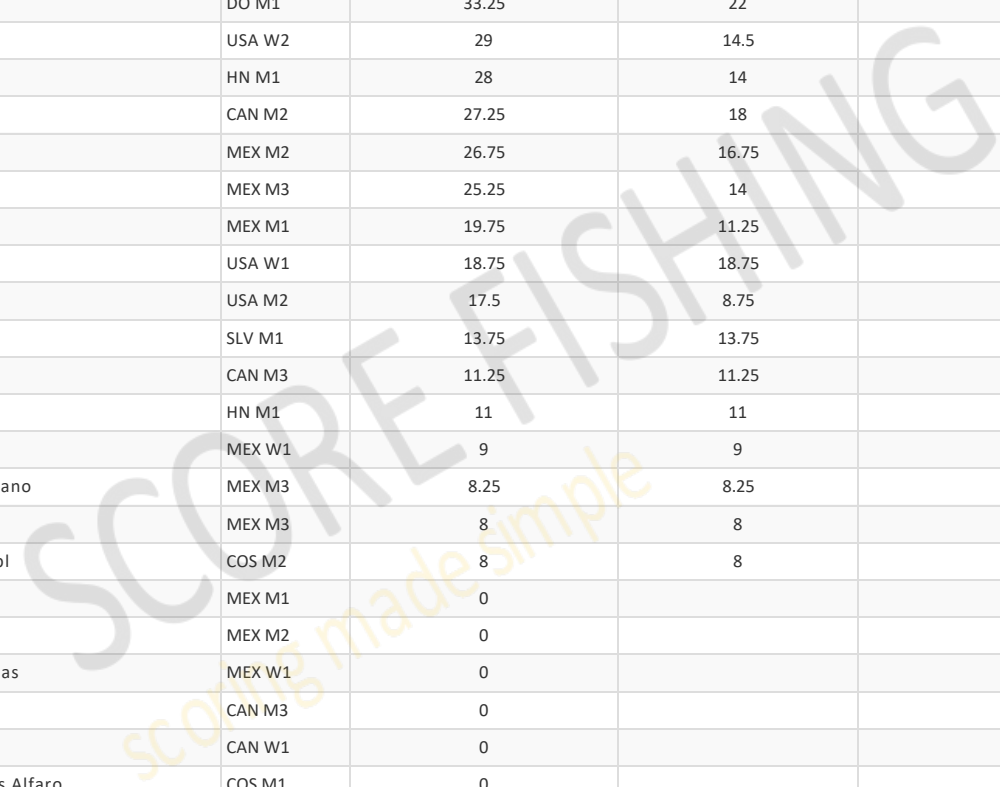 DO M1 33.25 22
USA W2 29 14.5
HN M1 28 14
CAN M2 27.25 18
MEX M2 26.75 16.75
MEX M3 25.25 14
MEX M1 19.75 11.25
USA W1 18.75 18.75
USA M2 17.5 8.75
SLV M1 13.75 13.75
CAN M3 11.25 11.25
HN M1 11 11
MEX W1 9 9
ano MEX M3 8.25 8.25
MEX M3 8 8
ol COS M2 8 8
MEX M1 0
MEX M2 0
as MEX W1 0
CAN M3 0
CAN W1 0
s Alfaro COS M1 0
SCORE FISHING
scoring made simple